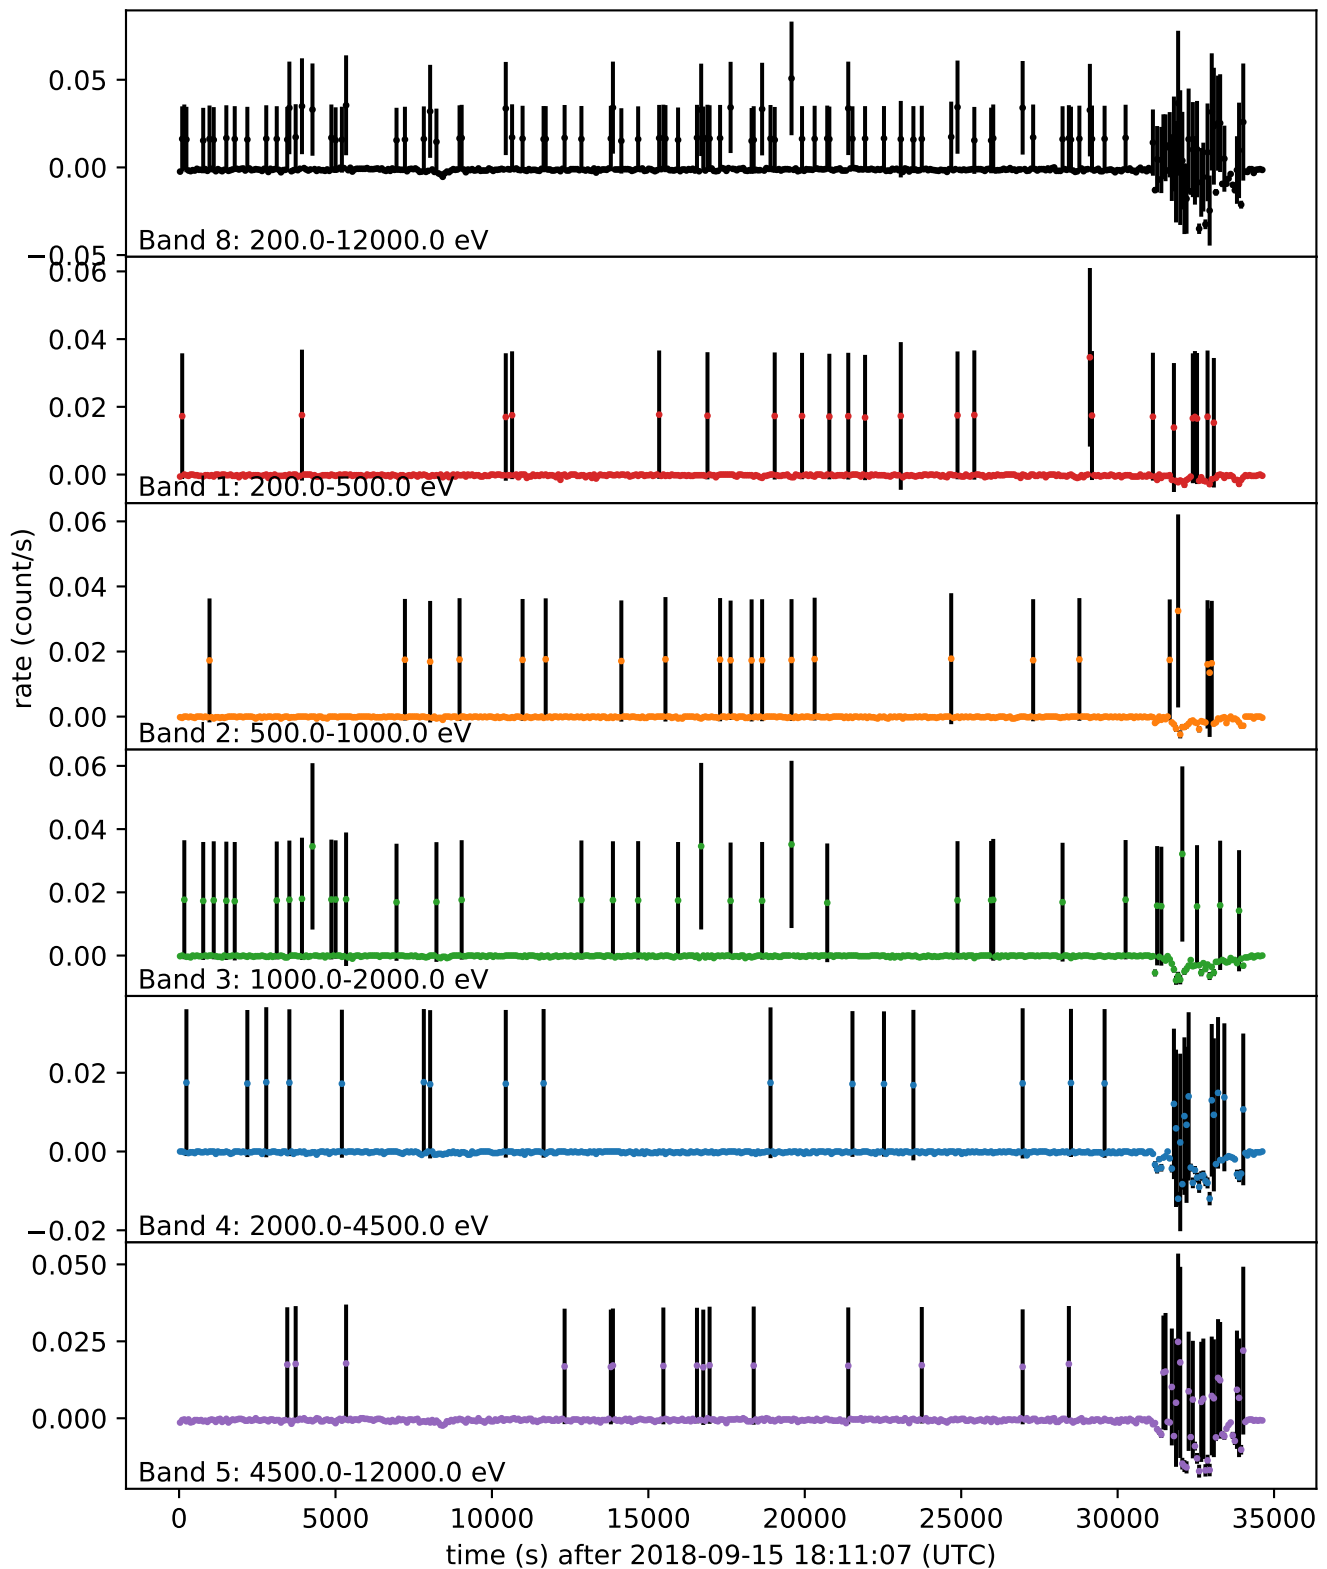 0.05
0.00
−0.05
Band 8: 200.0-12000.0 eV
0.06
0.04
0.02
0.00
Band 1: 200.0-500.0 eV
0.06
0.04
0.02
0.00
Band 2: 500.0-1000.0 eV
rate (count/s)
0.06
0.04
0.02
0.00
Band 3: 1000.0-2000.0 eV
0.02
0.00
−0.02
Band 4: 2000.0-4500.0 eV
0.050
0.025
0.000
Band 5: 4500.0-12000.0 eV
0 5000 10000 15000 20000 25000 30000 35000
time (s) after 2018-09-15 18:11:07 (UTC)